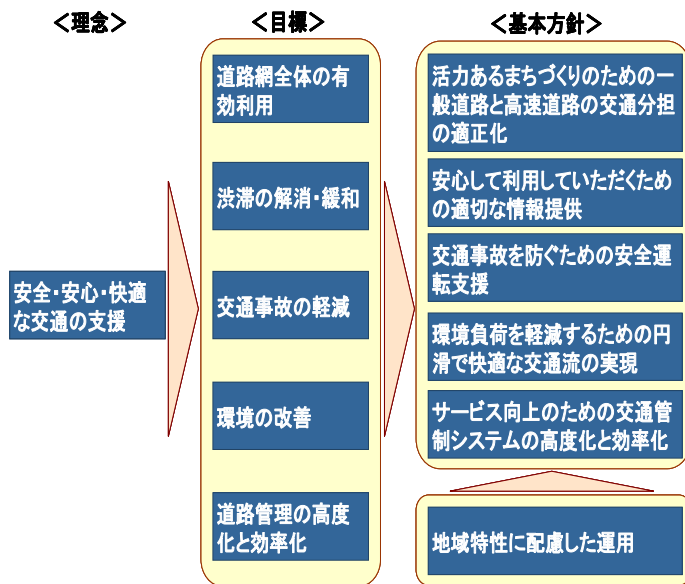 <理念>
<目標>
<基本方針>
安全・安心・快適
な交通の支援
道路網全体の有
効利用
渋滞の解消・緩和
交通事故の軽減
環境の改善
道路管理の高度
化と効率化
活力あるまちづくりのための一
般道路と高速道路の交通分担
の適正化
安心して利用していただくため
の適切な情報提供
交通事故を防ぐための安全運
転支援
環境負荷を軽減するための円
滑で快適な交通流の実現
サービス向上のための交通管
制システムの高度化と効率化
地域特性に配慮した運用